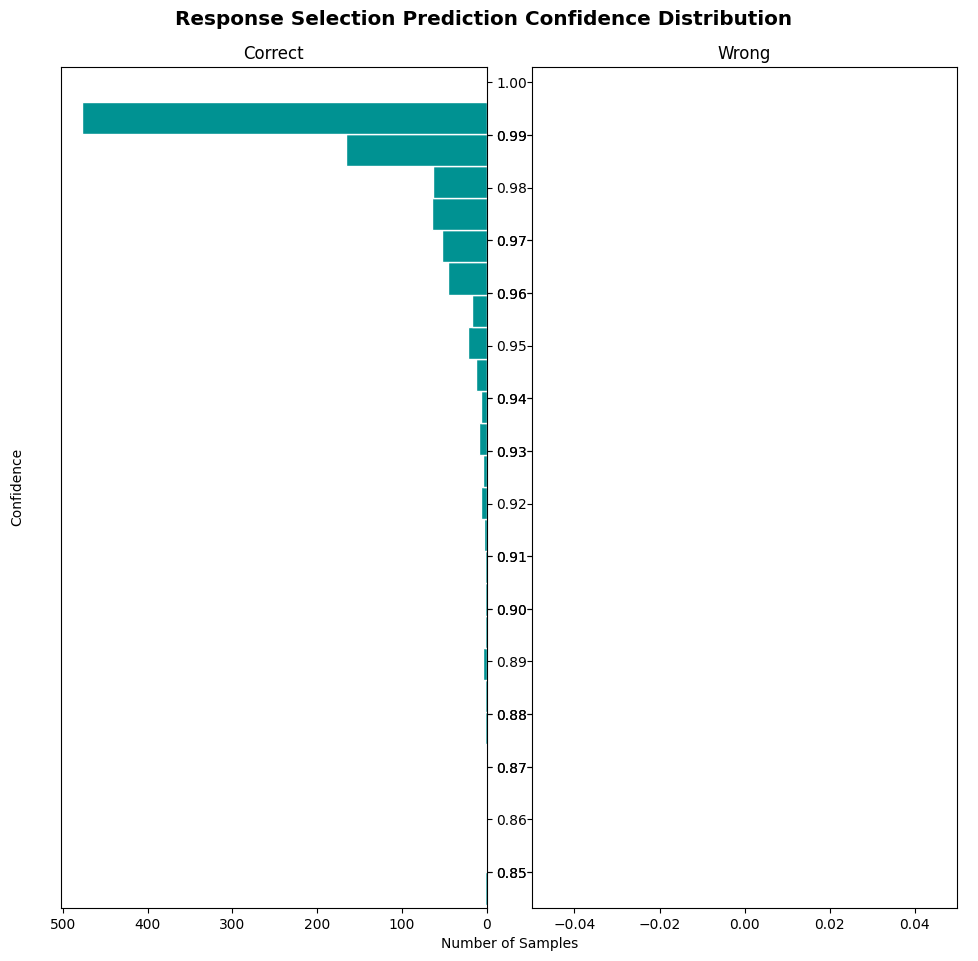 Response Selection Prediction Confidence Distribution
Correct
Wrong
Confidence
1.00
0.99
0.98
0.97
0.96
0.95
0.94
0.93
0.92
0.91
0.90
0.89
0.88
0.87
0.86
0.85
500 400 300 200 100 0
−0.04 −0.02 0.00 0.02 0.04
Number of Samples